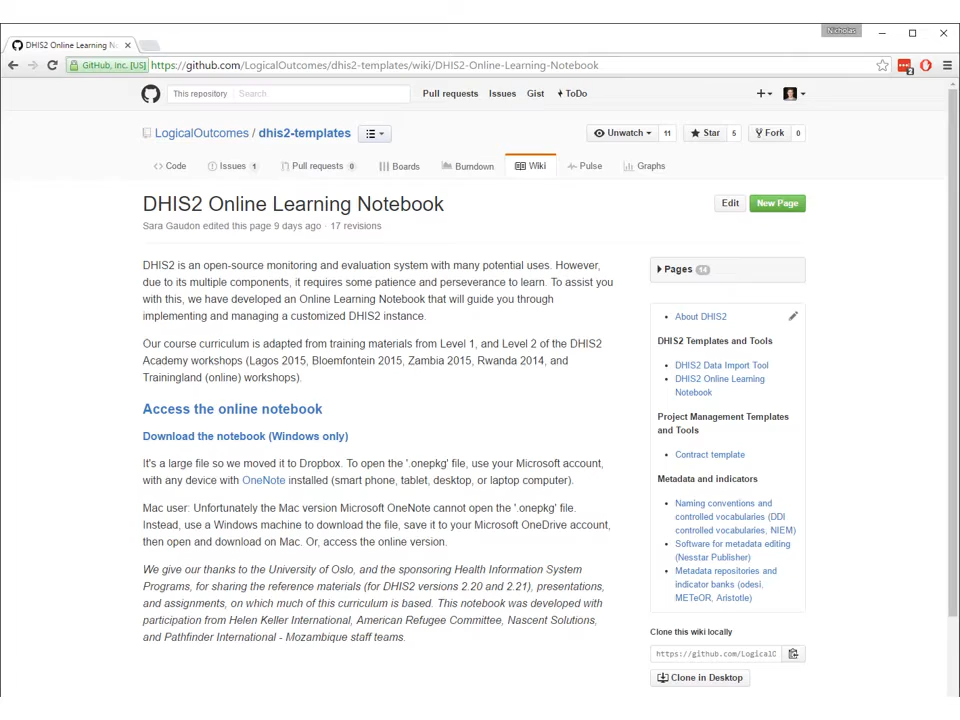 Nicholas
DHIS2 Online Learning No
GitHub, Inc. [US] https://github.com/LogicalOutcomes/dhis2-templates/wiki/DHIS2-Online-Learning-Notebook
2
This repository Search Pull requests Issues Gist ToDo
LogicalOutcomes / dhis2-templates Unwatch 11 Star 5 Fork 0
Code Issues 1 Pull requests 0 Boards Burndown Wiki Pulse Graphs
DHIS2 Online Learning Notebook Edit New Page
Sara Gaudon edited this page 9 days ago · 17 revisions
DHIS2 is an open-source monitoring and evaluation system with many potential uses. However,
due to its multiple components, it requires some patience and perseverance to learn. To assist you
with this, we have developed an Online Learning Notebook that will guide you through
implementing and managing a customized DHIS2 instance.
Our course curriculum is adapted from training materials from Level 1, and Level 2 of the DHIS2
Academy workshops (Lagos 2015, Bloemfontein 2015, Zambia 2015, Rwanda 2014, and
Trainingland (online) workshops).
Access the online notebook
Download the notebook (Windows only)
It's a large file so we moved it to Dropbox. To open the '.onepkg' file, use your Microsoft account,
with any device with OneNote installed (smart phone, tablet, desktop, or laptop computer).
Mac user: Unfortunately the Mac version Microsoft OneNote cannot open the '.onepkg' file.
Instead, use a Windows machine to download the file, save it to your Microsoft OneDrive account,
then open and download on Mac. Or, access the online version.
We give our thanks to the University of Oslo, and the sponsoring Health Information System
Programs, for sharing the reference materials (for DHIS2 versions 2.20 and 2.21), presentations,
and assignments, on which much of this curriculum is based. This notebook was developed with
participation from Helen Keller International, American Refugee Committee, Nascent Solutions,
and Pathfinder International - Mozambique staff teams.
Pages 14
About DHIS2
DHIS2 Templates and Tools
DHIS2 Data Import Tool
DHIS2 Online Learning
Notebook
Project Management Templates
and Tools
Contract template
Metadata and indicators
Naming conventions and
controlled vocabularies (DDI
controlled vocabularies, NIEM)
Software for metadata editing
(Nesstar Publisher)
Metadata repositories and
indicator banks (odesi,
METeOR, Aristotle)
Clone this wiki locally
https://github.com/LogicalO
Clone in Desktop